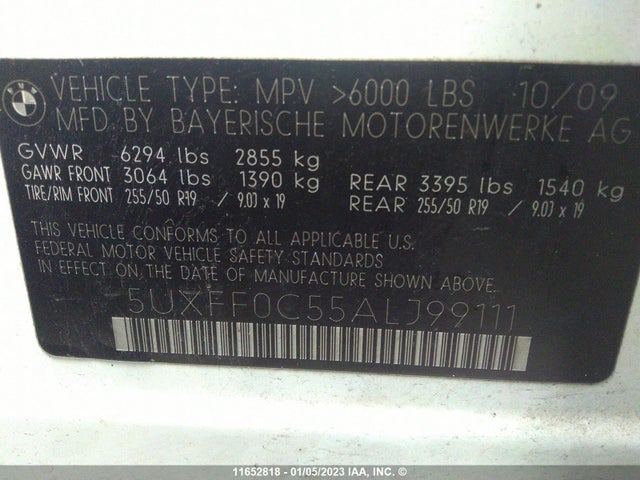 BMW
VEHICLE TYPE: MPV >6000 LBS 10/09
MFD BY BAYERISCHE MOTORENWERKE AG
GVWR 6294 lbs 2855 kg
GAWR FRONT 3064 lbs 1390 kg REAR 3395 lbs 1540 kg
TIRE/RIM FRONT 255/50 R19 / 9.0J x 19 REAR 255/50 R19 / 9.0J x 19
THIS VEHICLE CONFORMS TO ALL APPLICABLE U.S.
FEDERAL MOTOR VEHICLE SAFETY STANDARDS
IN EFFECT ON THE DATE OF MANUFACTURE SHOWN ABOVE.
5UXFF0C55ALJ99111
11652818 - 01/05/2023 IAA, INC. ©